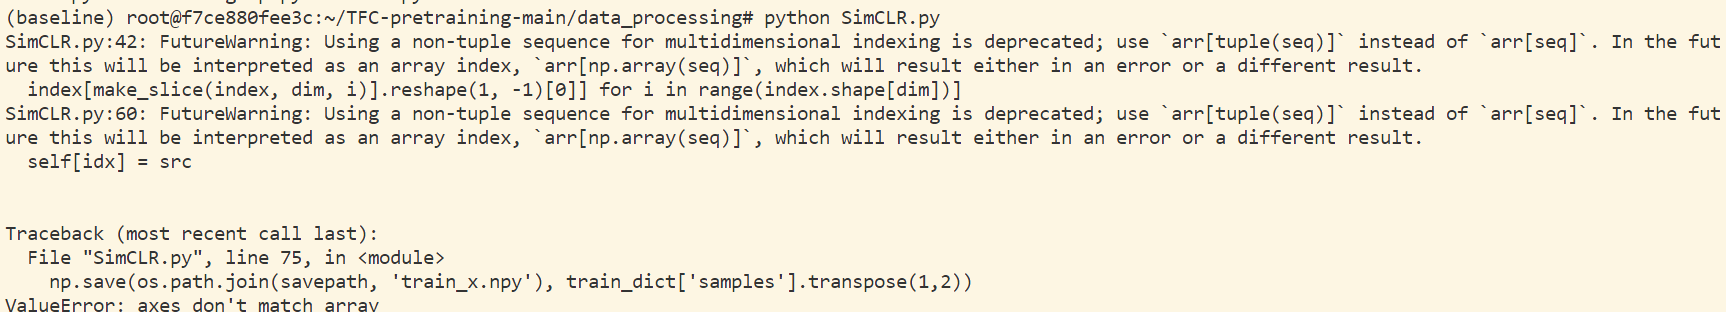 (baseline) root@f7ce880fee3c:~/TFC-pretraining-main/data_processing# python SimCLR.py
SimCLR.py:42: FutureWarning: Using a non-tuple sequence for multidimensional indexing is deprecated; use `arr[tuple(seq)]` instead of `arr[seq]`. In the fut
ure this will be interpreted as an array index, `arr[np.array(seq)]`, which will result either in an error or a different result.
  index[make_slice(index, dim, i)].reshape(1, -1)[0]] for i in range(index.shape[dim])]
SimCLR.py:60: FutureWarning: Using a non-tuple sequence for multidimensional indexing is deprecated; use `arr[tuple(seq)]` instead of `arr[seq]`. In the fut
ure this will be interpreted as an array index, `arr[np.array(seq)]`, which will result either in an error or a different result.
  self[idx] = src
Traceback (most recent call last):
  File "SimCLR.py", line 75, in <module>
    np.save(os.path.join(savepath, 'train_x.npy'), train_dict['samples'].transpose(1,2))
ValueError: axes don't match array